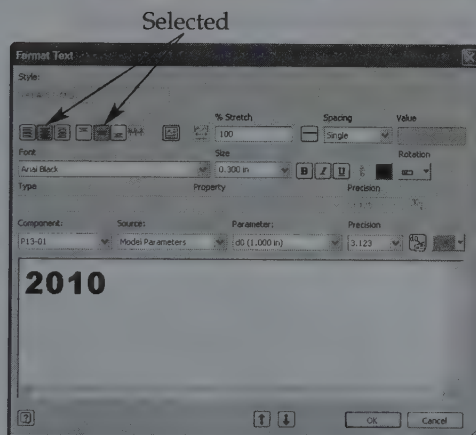 Selected
Format Text
Style:
% Stretch Spacing Value
100 Single
Font Size Rotation
Arial Black 0.300 in B I U
Type Property Precision
Component: Source: Parameter: Precision
P13-01 Model Parameters d0 (1.000 in) 3.123
2010
? OK Cancel